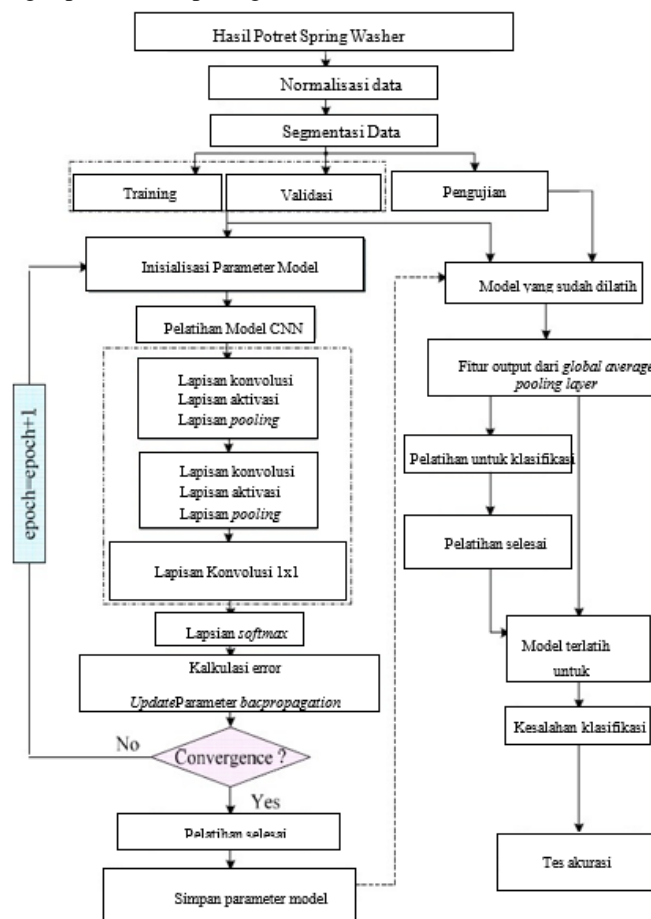 Hasil Potret Spring Washer
Normalisasi data
Segmentasi Data
Training
Validasi
Pengujian
Inisialisasi Parameter Model
Pelatihan Model CNN
Lapisan konvolusi
Lapisan aktivasi
Lapisan pooling
Lapisan konvolusi
Lapisan aktivasi
Lapisan pooling
Lapisan Konvolusi 1x1
Lapsian softmax
Kalkulasi error
UpdateParameter bacpropagation
Convergence ?
No
Yes
epoch=epoch+1
Pelatihan selesai
Simpan parameter model
Model yang sudah dilatih
Fitur output dari global average
pooling layer
Pelatihan untuk klasifikasi
Pelatihan selesai
Model terlatih
untuk
Kesalahan klasifikasi
Tes akurasi